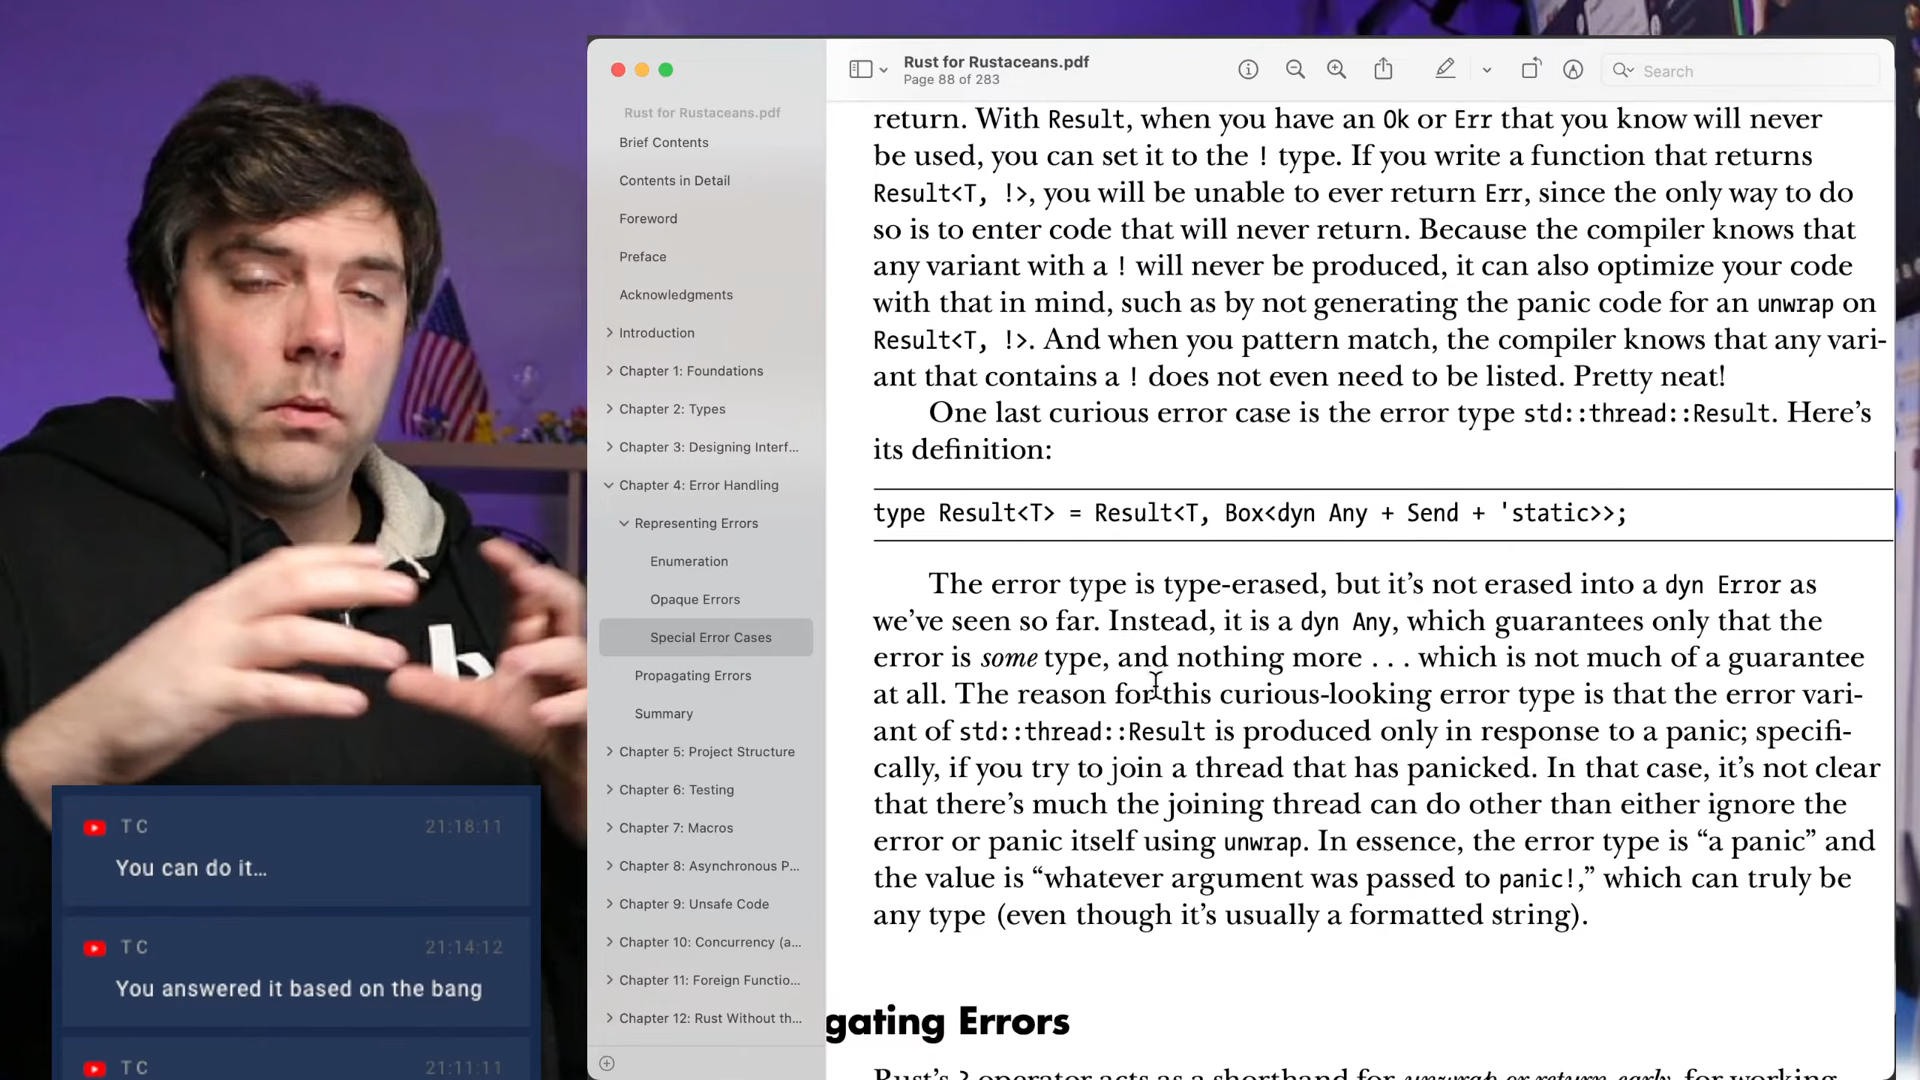 Rust for Rustaceans.pdf
Page 88 of 283
Search
Rust for Rustaceans.pdf
Brief Contents
Contents in Detail
Foreword
Preface
Acknowledgments
Introduction
Chapter 1: Foundations
Chapter 2: Types
Chapter 3: Designing Interf...
Chapter 4: Error Handling
Representing Errors
Enumeration
Opaque Errors
Special Error Cases
Propagating Errors
Summary
Chapter 5: Project Structure
Chapter 6: Testing
Chapter 7: Macros
Chapter 8: Asynchronous P...
Chapter 9: Unsafe Code
Chapter 10: Concurrency (a...
Chapter 11: Foreign Functio...
Chapter 12: Rust Without th...
return. With Result, when you have an Ok or Err that you know will never
be used, you can set it to the ! type. If you write a function that returns
Result<T, !>, you will be unable to ever return Err, since the only way to do
so is to enter code that will never return. Because the compiler knows that
any variant with a ! will never be produced, it can also optimize your code
with that in mind, such as by not generating the panic code for an unwrap on
Result<T, !>. And when you pattern match, the compiler knows that any vari-
ant that contains a ! does not even need to be listed. Pretty neat!
One last curious error case is the error type std::thread::Result. Here's
its definition:
type Result<T> = Result<T, Box<dyn Any + Send + 'static>>;
The error type is type-erased, but it's not erased into a dyn Error as
we've seen so far. Instead, it is a dyn Any, which guarantees only that the
error is some type, and nothing more . . . which is not much of a guarantee
at all. The reason for this curious-looking error type is that the error vari-
ant of std::thread::Result is produced only in response to a panic; specifi-
cally, if you try to join a thread that has panicked. In that case, it's not clear
that there's much the joining thread can do other than either ignore the
error or panic itself using unwrap. In essence, the error type is “a panic” and
the value is “whatever argument was passed to panic!,” which can truly be
any type (even though it's usually a formatted string).
gating Errors
Rust's ? operator acts as a shorthand for unwrap or return early, for working
T C 21:18:11
You can do it...
T C 21:14:12
You answered it based on the bang
T C 21:11:11